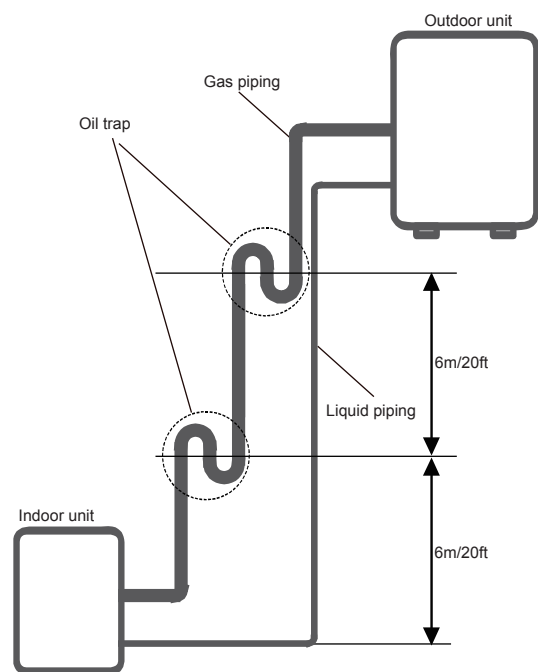 Outdoor unit
Gas piping
Oil trap
6m/20ft
Liquid piping
Indoor unit
6m/20ft